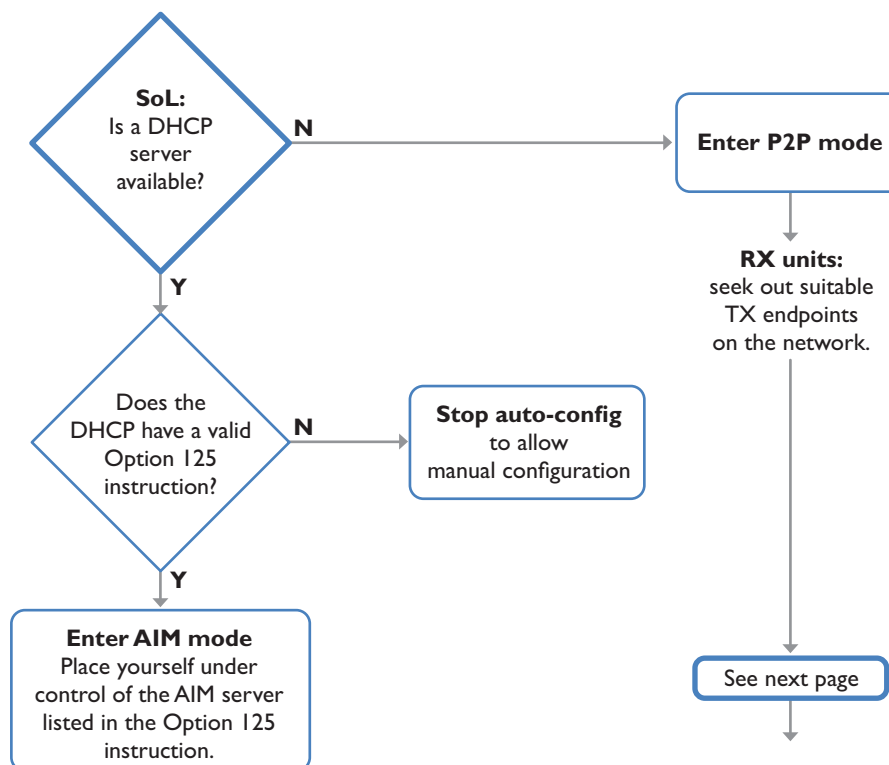 SoL:
Is a DHCP
server
available?
N
Enter P2P mode
Y
RX units:
seek out suitable
TX endpoints
on the network.
Does the
DHCP have a valid
Option 125
instruction?
N
Stop auto-config
to allow
manual configuration
Y
Enter AIM mode
Place yourself under
control of the AIM server
listed in the Option 125
instruction.
See next page